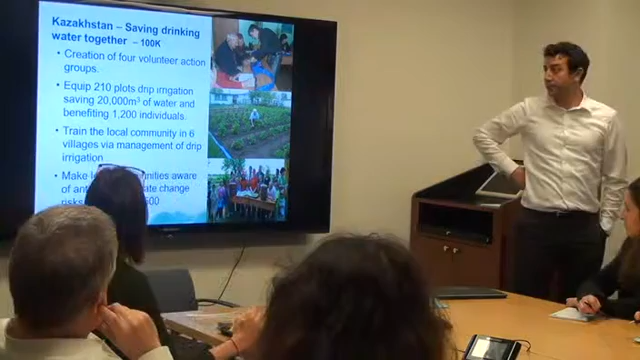 Kazakhstan – Saving drinking
water together – 100K
• Creation of four volunteer action
groups.
• Equip 210 plots drip irrigation
saving 20,000m³ of water and
benefiting 1,200 individuals.
• Train the local community in 6
villages via management of drip
irrigation
• Make aware
of change